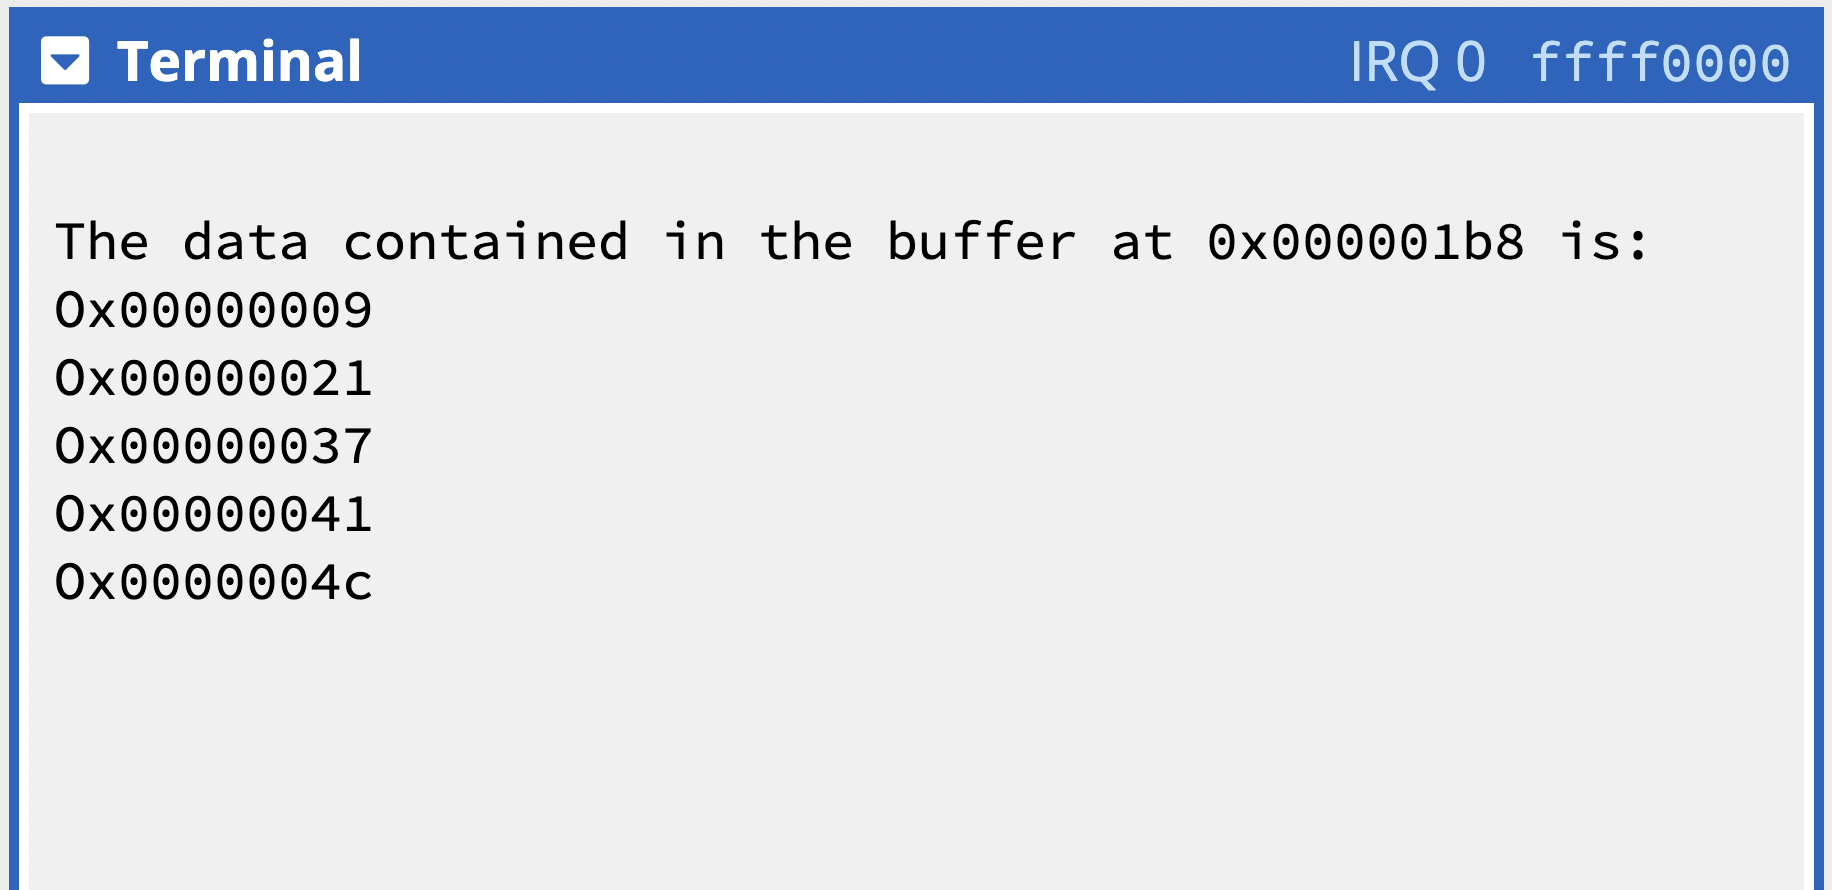 Terminal IRQ 0 ffff0000
The data contained in the buffer at 0x000001b8 is:
0x00000009
0x00000021
0x00000037
0x00000041
0x0000004c